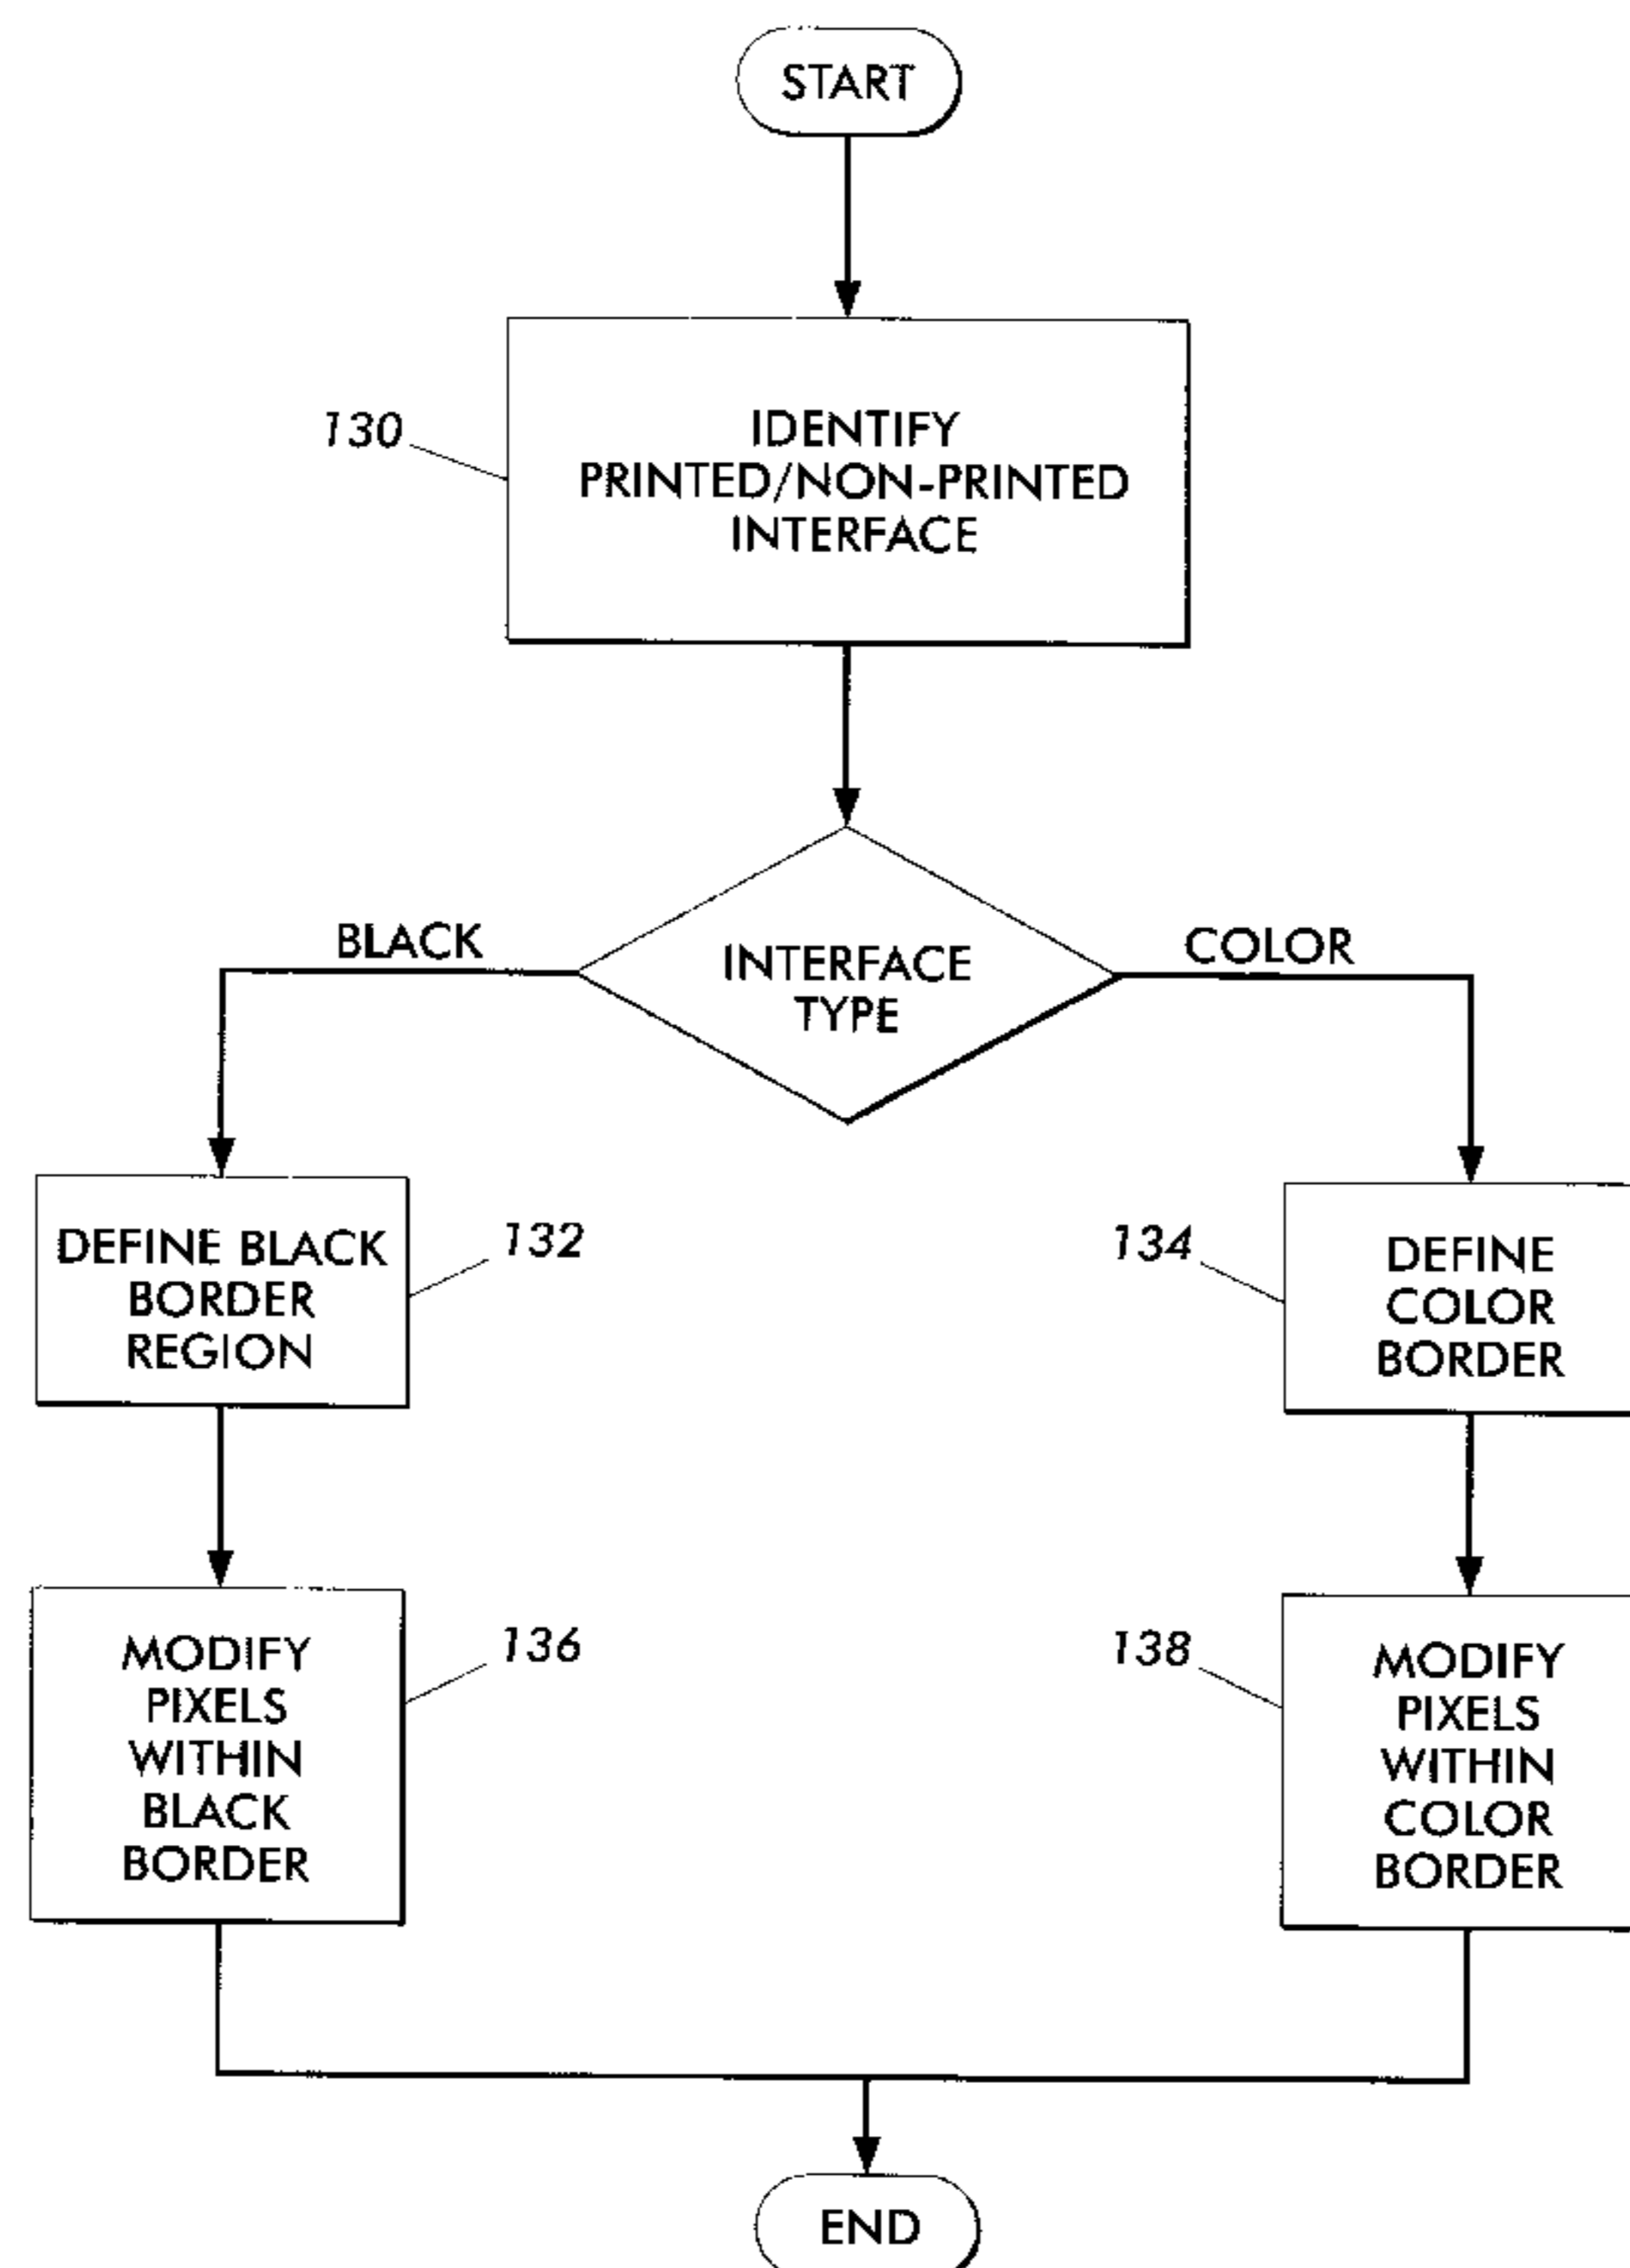 START
130
IDENTIFY
PRINTED/NON-PRINTED
INTERFACE
BLACK
INTERFACE
TYPE
COLOR
DEFINE BLACK
BORDER
REGION
132
134
DEFINE
COLOR
BORDER
MODIFY
PIXELS
WITHIN
BLACK
BORDER
136
138
MODIFY
PIXELS
WITHIN
COLOR
BORDER
END